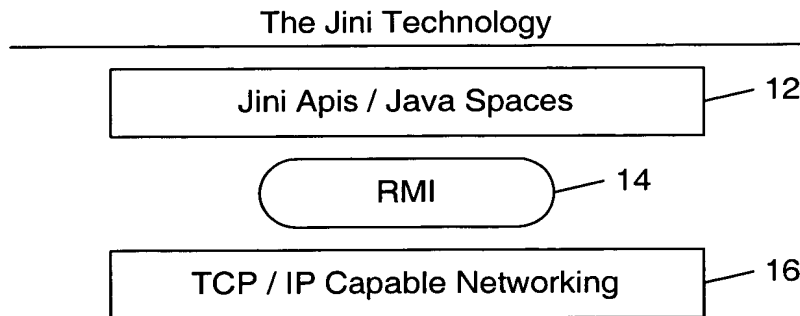 The Jini Technology
Jini Apis / Java Spaces
12
RMI
14
TCP / IP Capable Networking
16